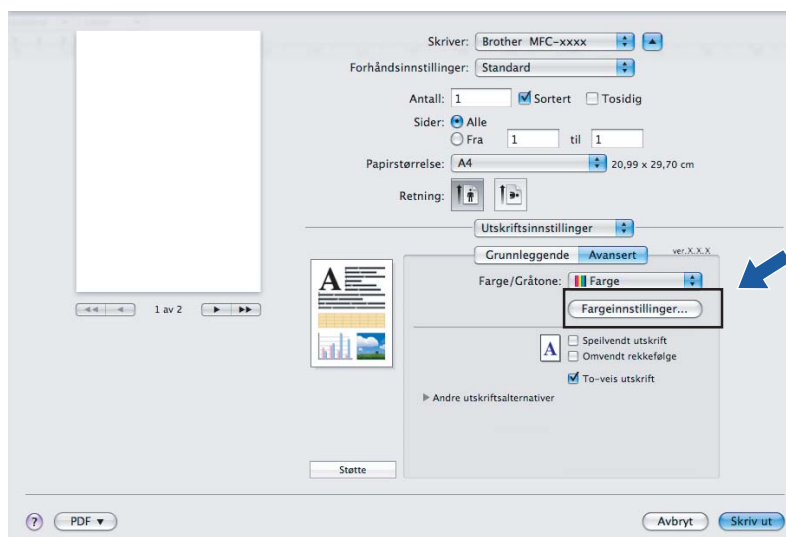 Skriver: Brother MFC-xxxx
Forhåndsinnstillinger: Standard
Antall: 1 Sortert Tosidig
Sider: Alle
Fra 1 til 1
Papirstørrelse: A4 20,99 x 29,70 cm
Retning:
Utskriftsinnstillinger
Grunnleggende Avansert ver.X.X.X
Farge/Gråtone: Farge
Fargeinnstillinger...
1 av 2
A
A
Speilvendt utskrift
Omvendt rekkefølge
To-veis utskrift
Andre utskriftsalternativer
Støtte
? PDF Avbryt Skriv ut